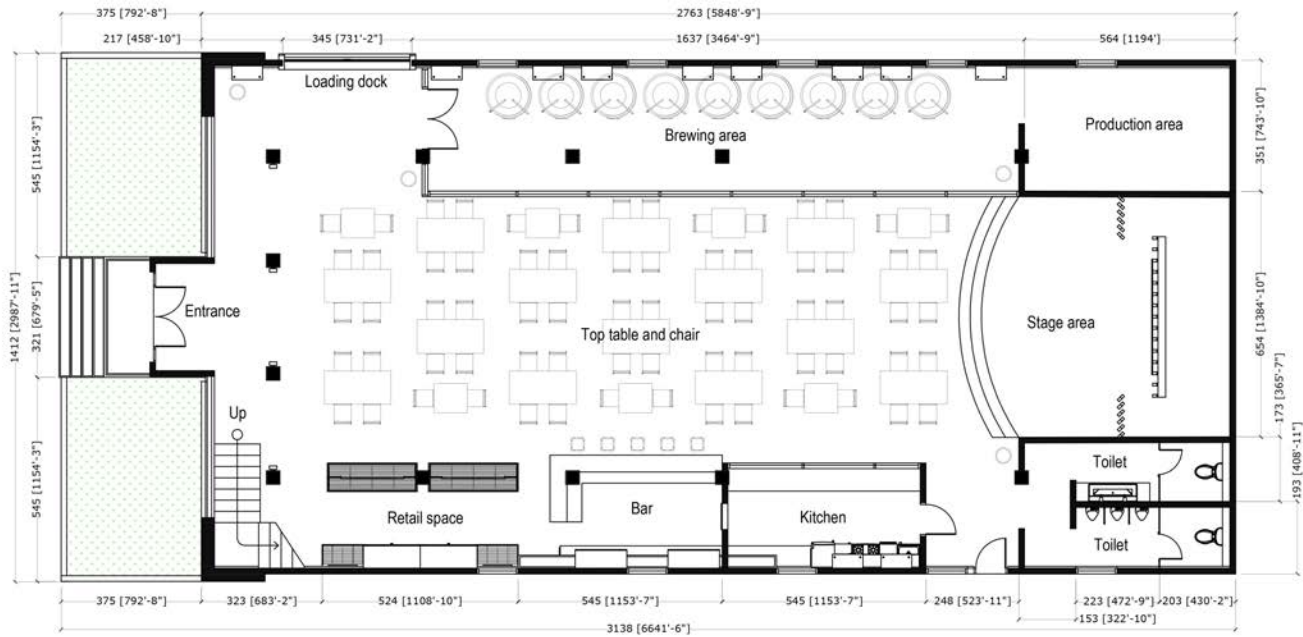 375 [792'-8"]
2763 [5848'-9"]
217 [458'-10"]
345 [731'-2"]
1637 [3464'-9"]
564 [1194']
Loading dock
Brewing area
Production area
545 [1154'-3"]
351 [743'-10"]
1412 [2987'-11"]
321 [679'-5"]
Entrance
Top table and chair
Stage area
654 [1384'-10"]
173 [365'-7"]
Up
545 [1154'-3"]
Retail space
Bar
Kitchen
Toilet
Toilet
193 [408'-11"]
375 [792'-8"]
323 [683'-2"]
524 [1108'-10"]
545 [1153'-7"]
545 [1153'-7"]
248 [523'-11"]
223 [472'-9"]
203 [430'-2"]
153 [322'-10"]
3138 [6641'-6"]